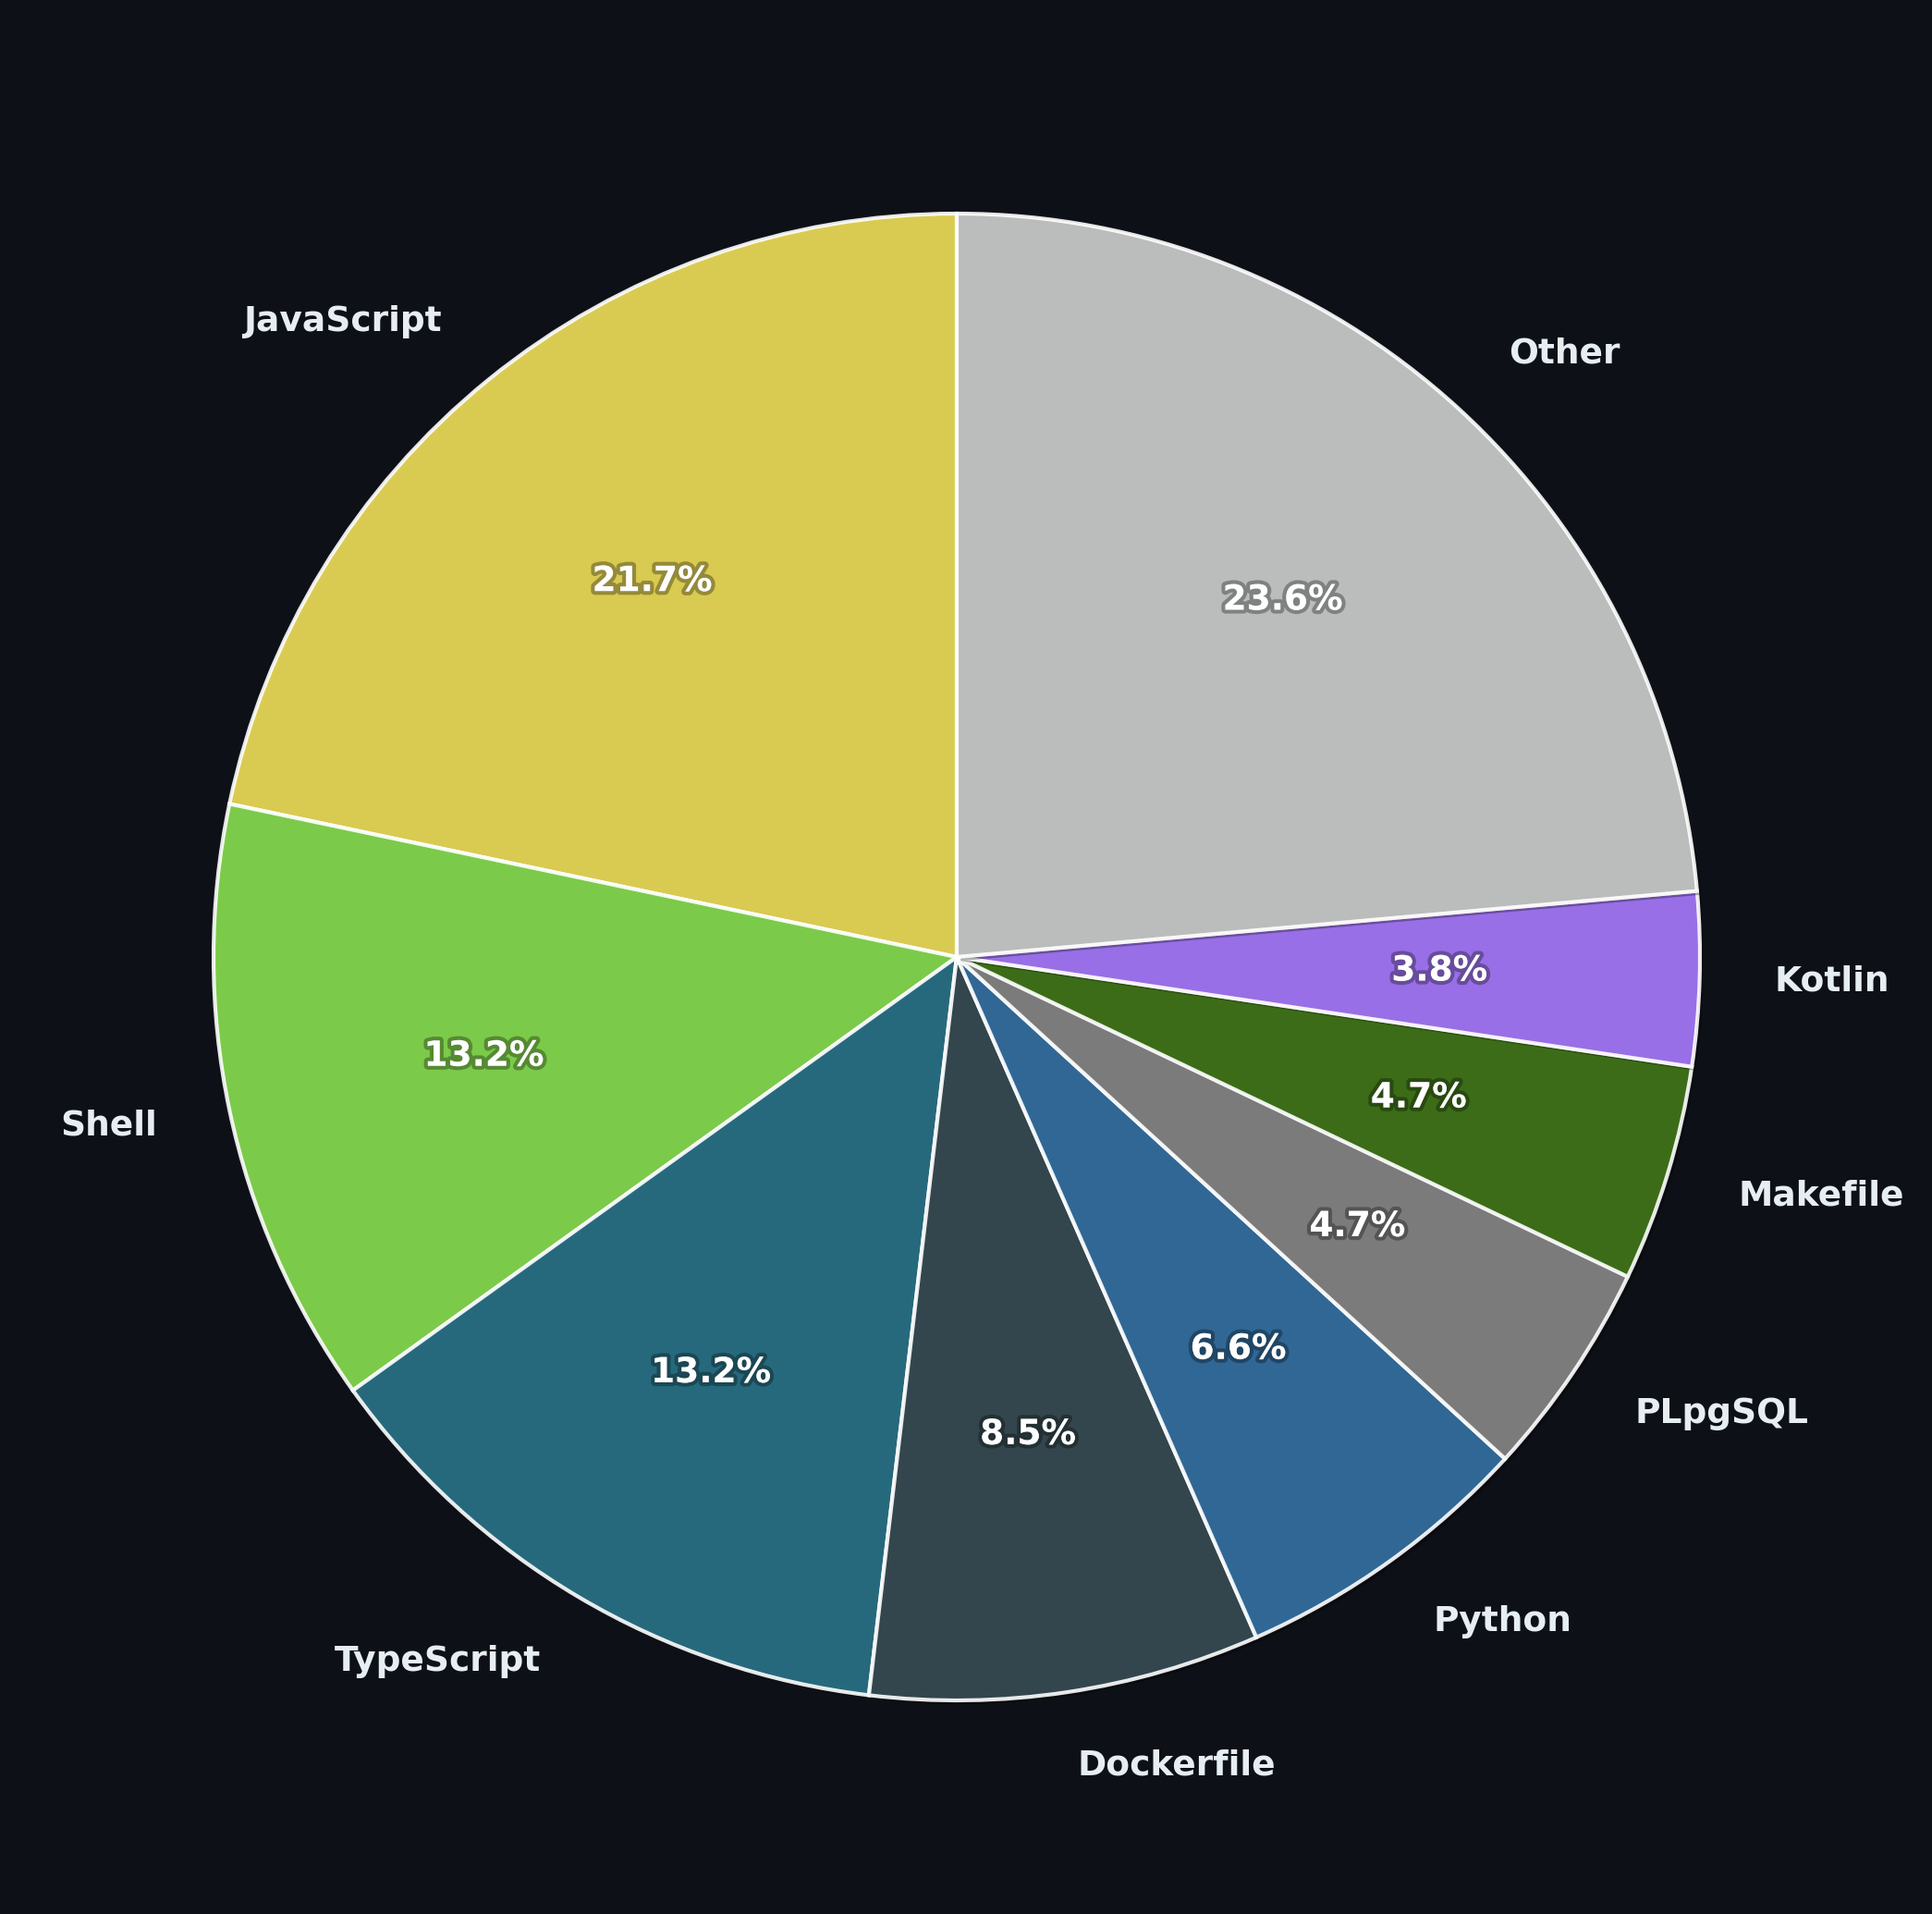 JavaScript
Other
21.7%
23.6%
3.8%
Kotlin
13.2%
4.7%
Shell
Makefile
4.7%
6.6%
13.2%
PLpgSQL
8.5%
Python
TypeScript
Dockerfile